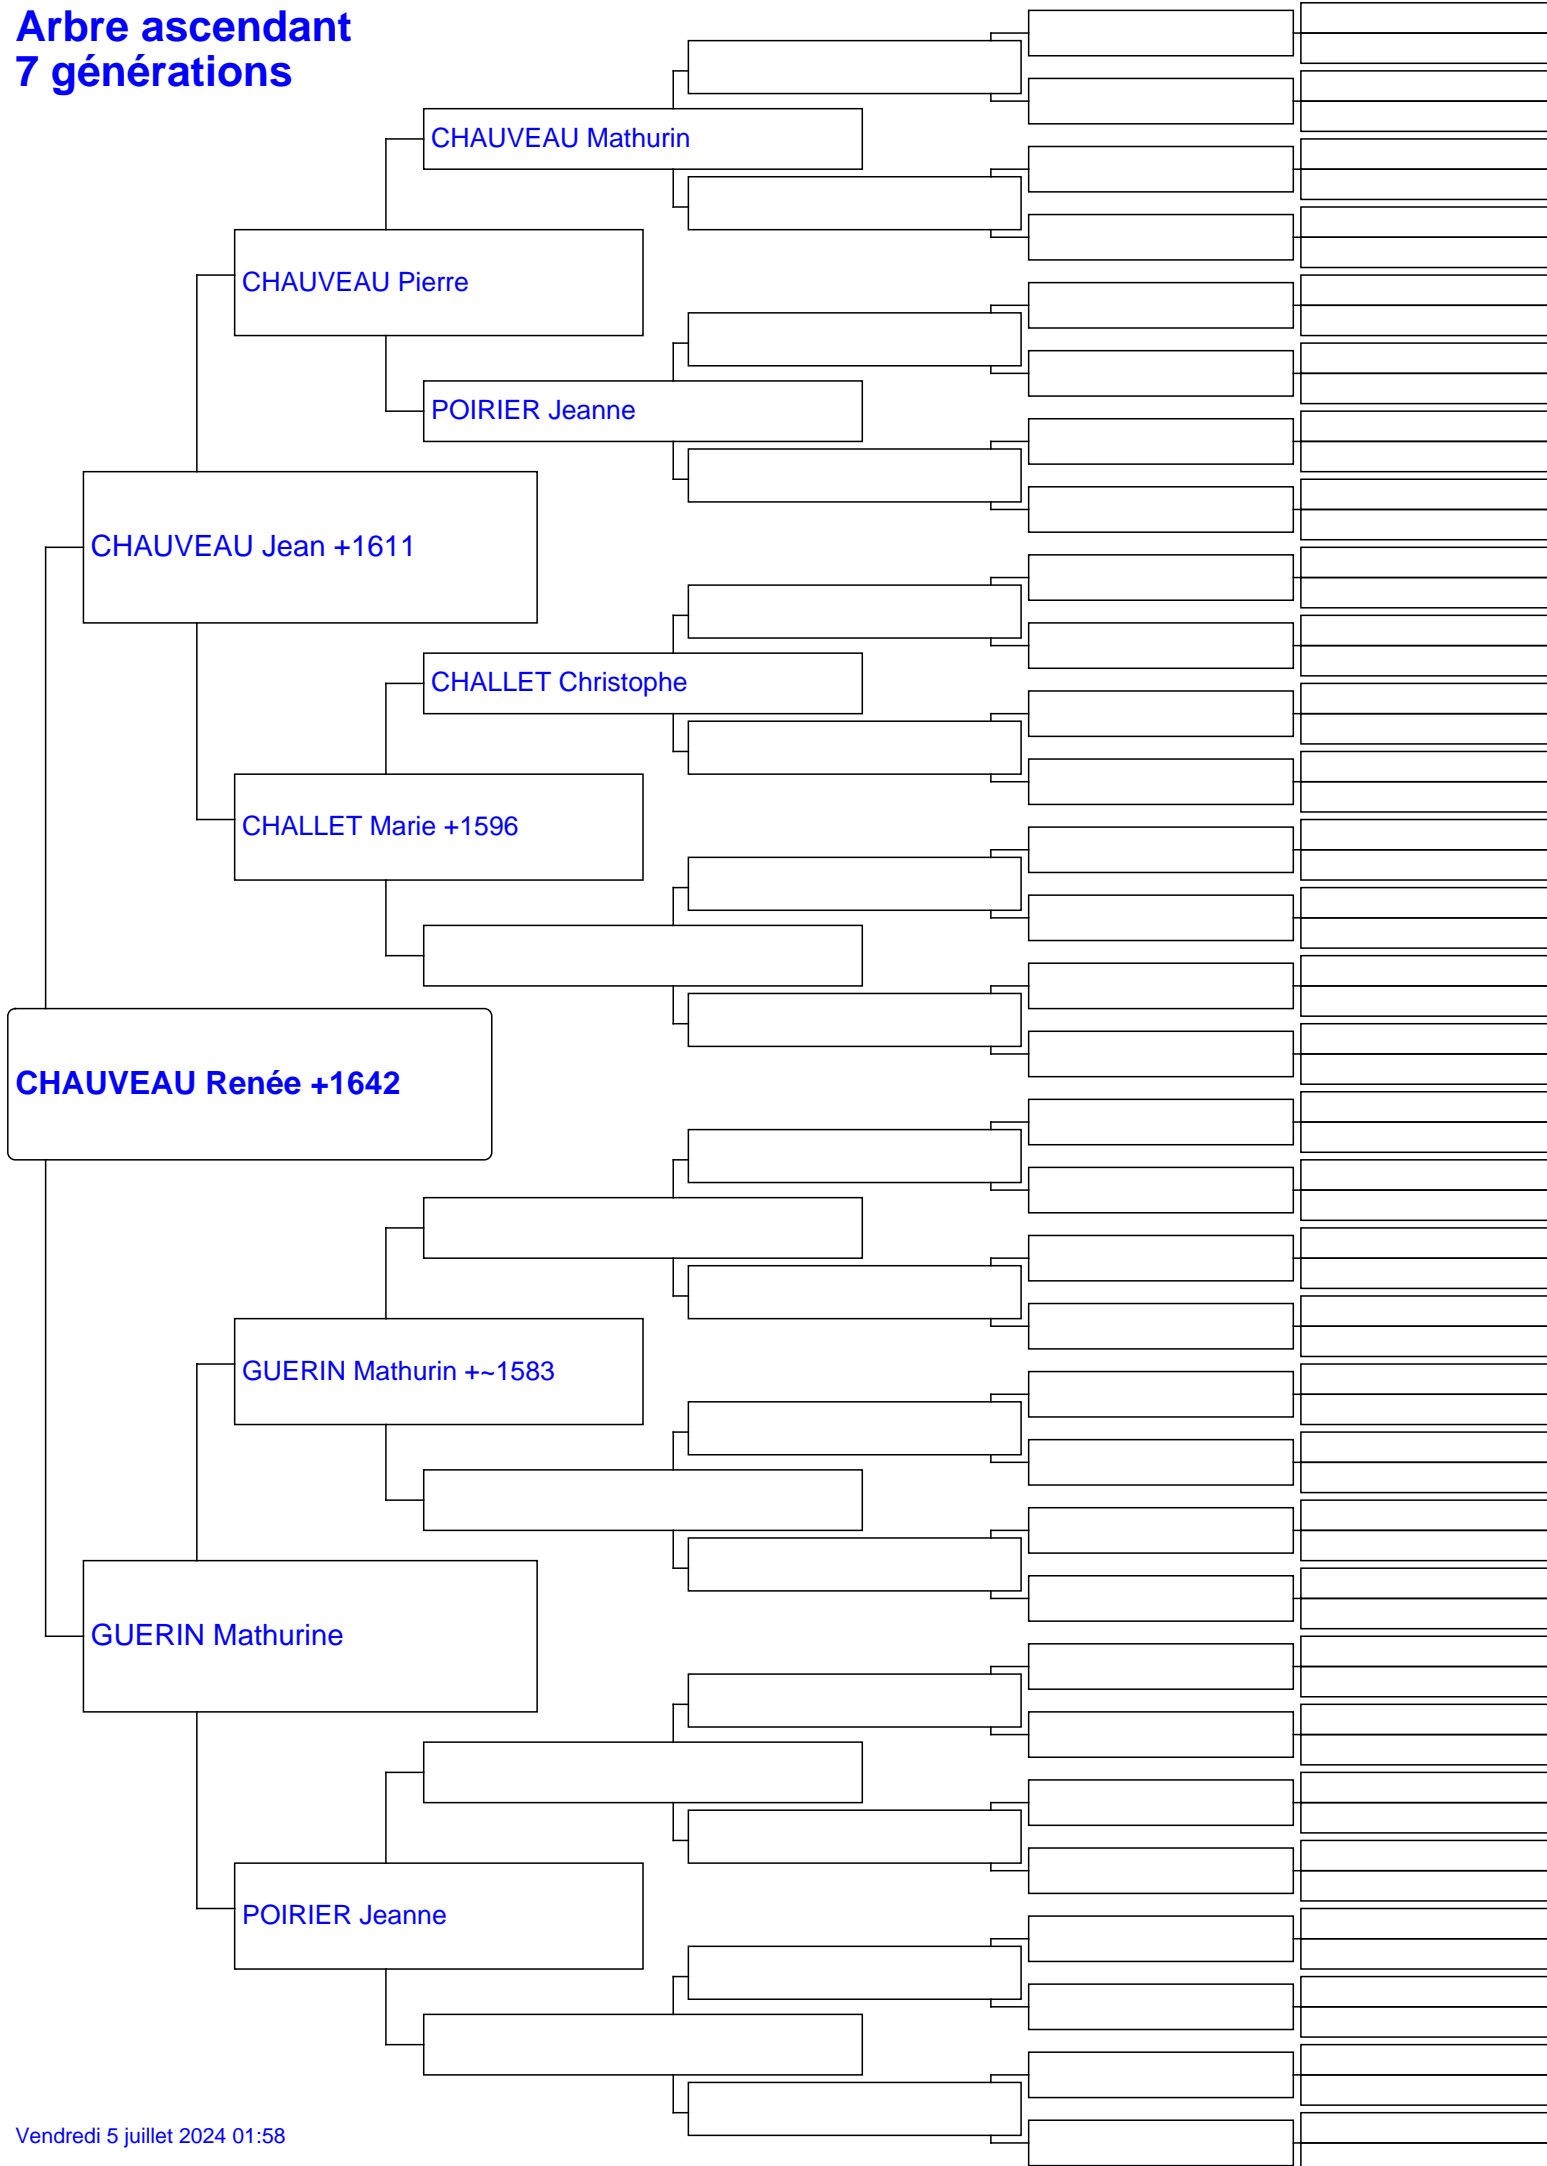 Arbre ascendant
7 générations
CHAUVEAU Mathurin
CHAUVEAU Pierre
POIRIER Jeanne
CHAUVEAU Jean +1611
CHALLET Christophe
CHALLET Marie +1596
CHAUVEAU Renée +1642
GUERIN Mathurin +~1583
GUERIN Mathurine
POIRIER Jeanne
Vendredi 5 juillet 2024 01:58